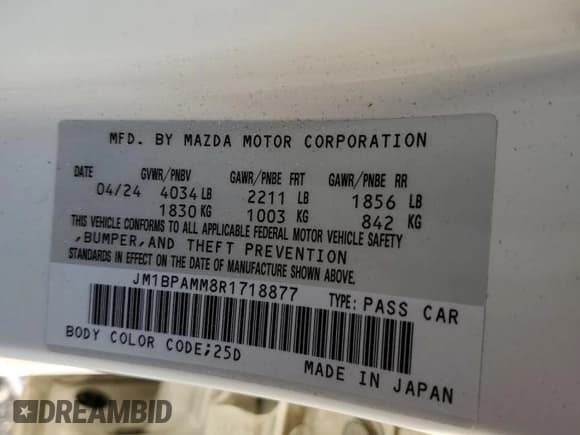 MFD. BY MAZDA MOTOR CORPORATION
DATE GVWR/PNBV GAWR/PNBE FRT GAWR/PNBE RR
04/24 4034 LB 2211 LB 1856 LB
1830 KG 1003 KG 842 KG
THIS VEHICLE CONFORMS TO ALL APPLICABLE FEDERAL MOTOR VEHICLE SAFETY
,BUMPER,AND THEFT PREVENTION
STANDARDS IN EFFECT ON THE DATE OF MANUFACTURE SHOWN ABOVE.
JM1BPAMM8R1718877 TYPE: PASS CAR
BODY COLOR CODE;25D
MADE IN JAPAN
DREAMBID